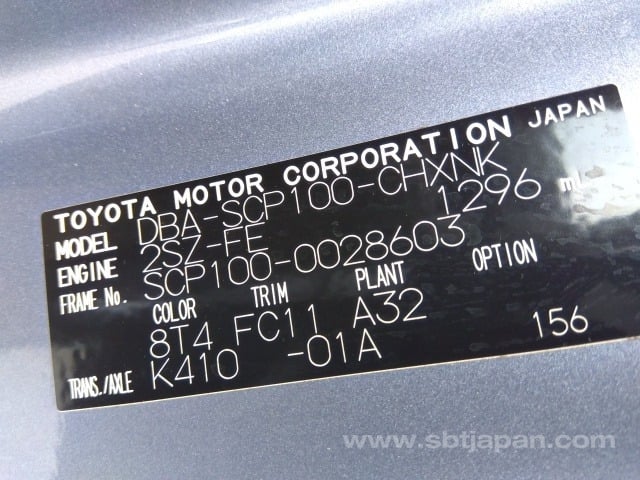 TOYOTA MOTOR CORPORATION JAPAN
MODEL DBA-SCP100-CHXNK
ENGINE 2SZ-FE 1296 ml
FRAME No. SCP100-0028603
COLOR TRIM PLANT OPTION
8T4 FC11 A32
TRANS./AXLE K410 -01A 156
www.sbtjapan.com